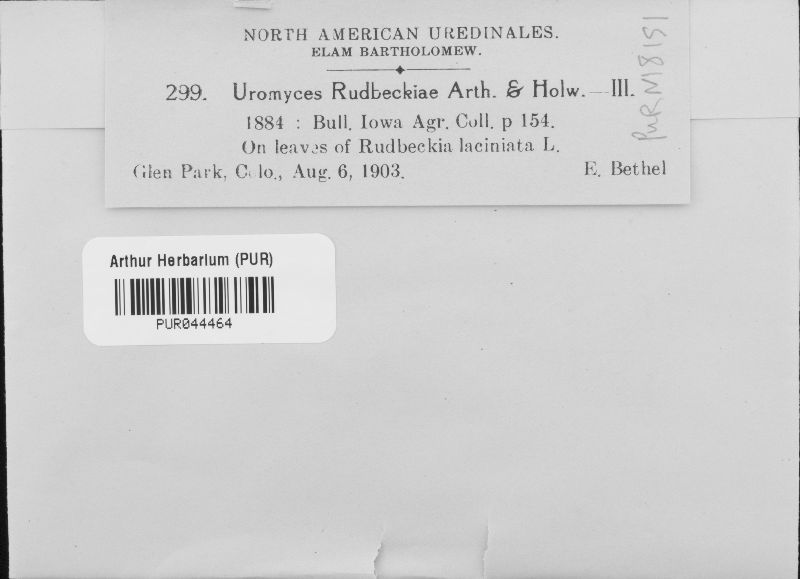 NORTH AMERICAN UREDINALES.
ELAM BARTHOLOMEW.
299. Uromyces Rudbeckiae Arth. & Holw.—III.
1884 : Bull. Iowa Agr. Coll. p 154.
On leaves of Rudbeckia laciniata L.
Glen Park, Colo., Aug. 6, 1903. E. Bethel
PUR N18151
Arthur Herbarium (PUR)
PUR044464